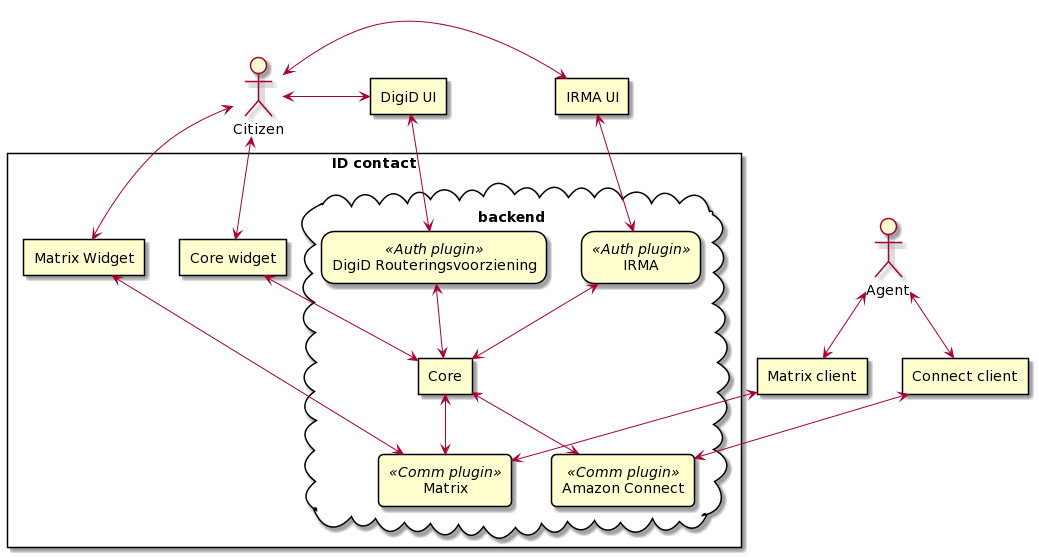 DigiD UI
IRMA UI
Citizen
ID contact
backend
Matrix Widget
Core widget
«Auth plugin»
DigiD Routeringsvoorziening
«Auth plugin»
IRMA
Agent
Core
Matrix client
Connect client
«Comm plugin»
Matrix
«Comm plugin»
Amazon Connect